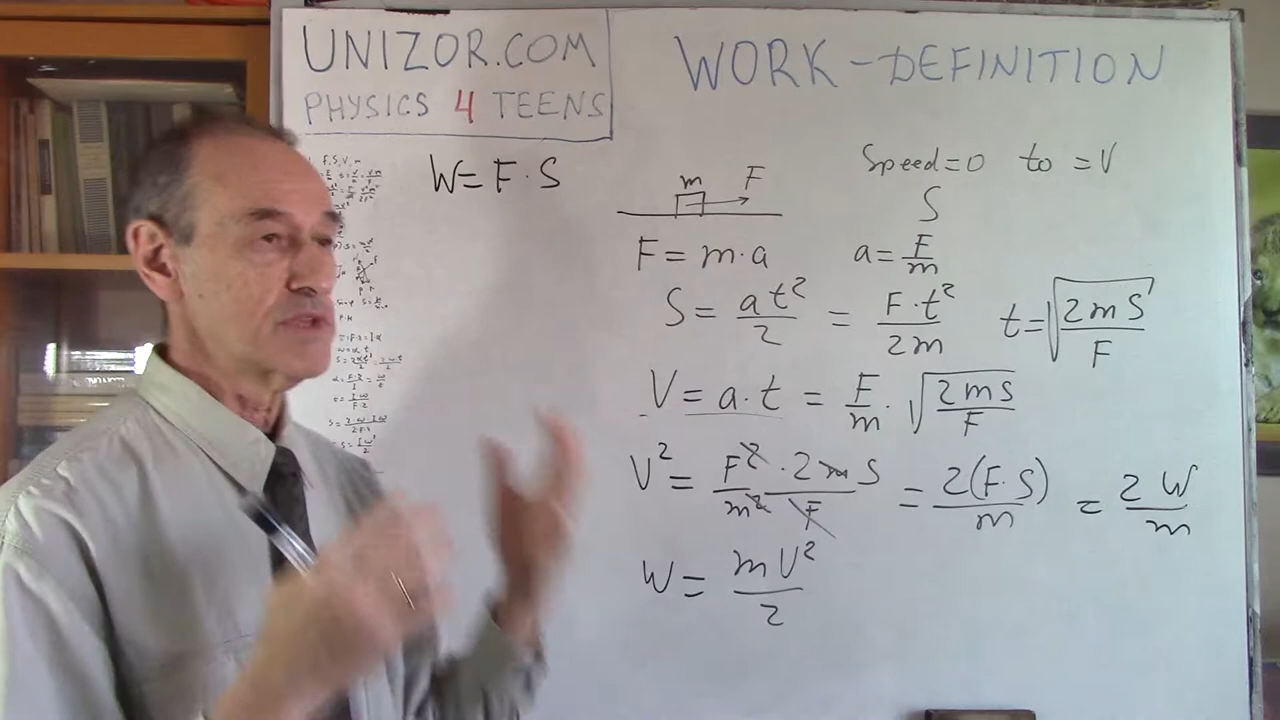 UNIZOR.COM
PHYSICS 4 TEENS
WORK - DEFINITION
W = F · S
m F
Speed=0 to =V
S
F = m·a a = F/m
S = at²/2 = F·t²/2m t = √(2mS/F)
V = a·t = F/m · √(2mS/F)
V² = F²·2mS/m²F = 2(F·S)/m = 2W/m
W = mV²/2